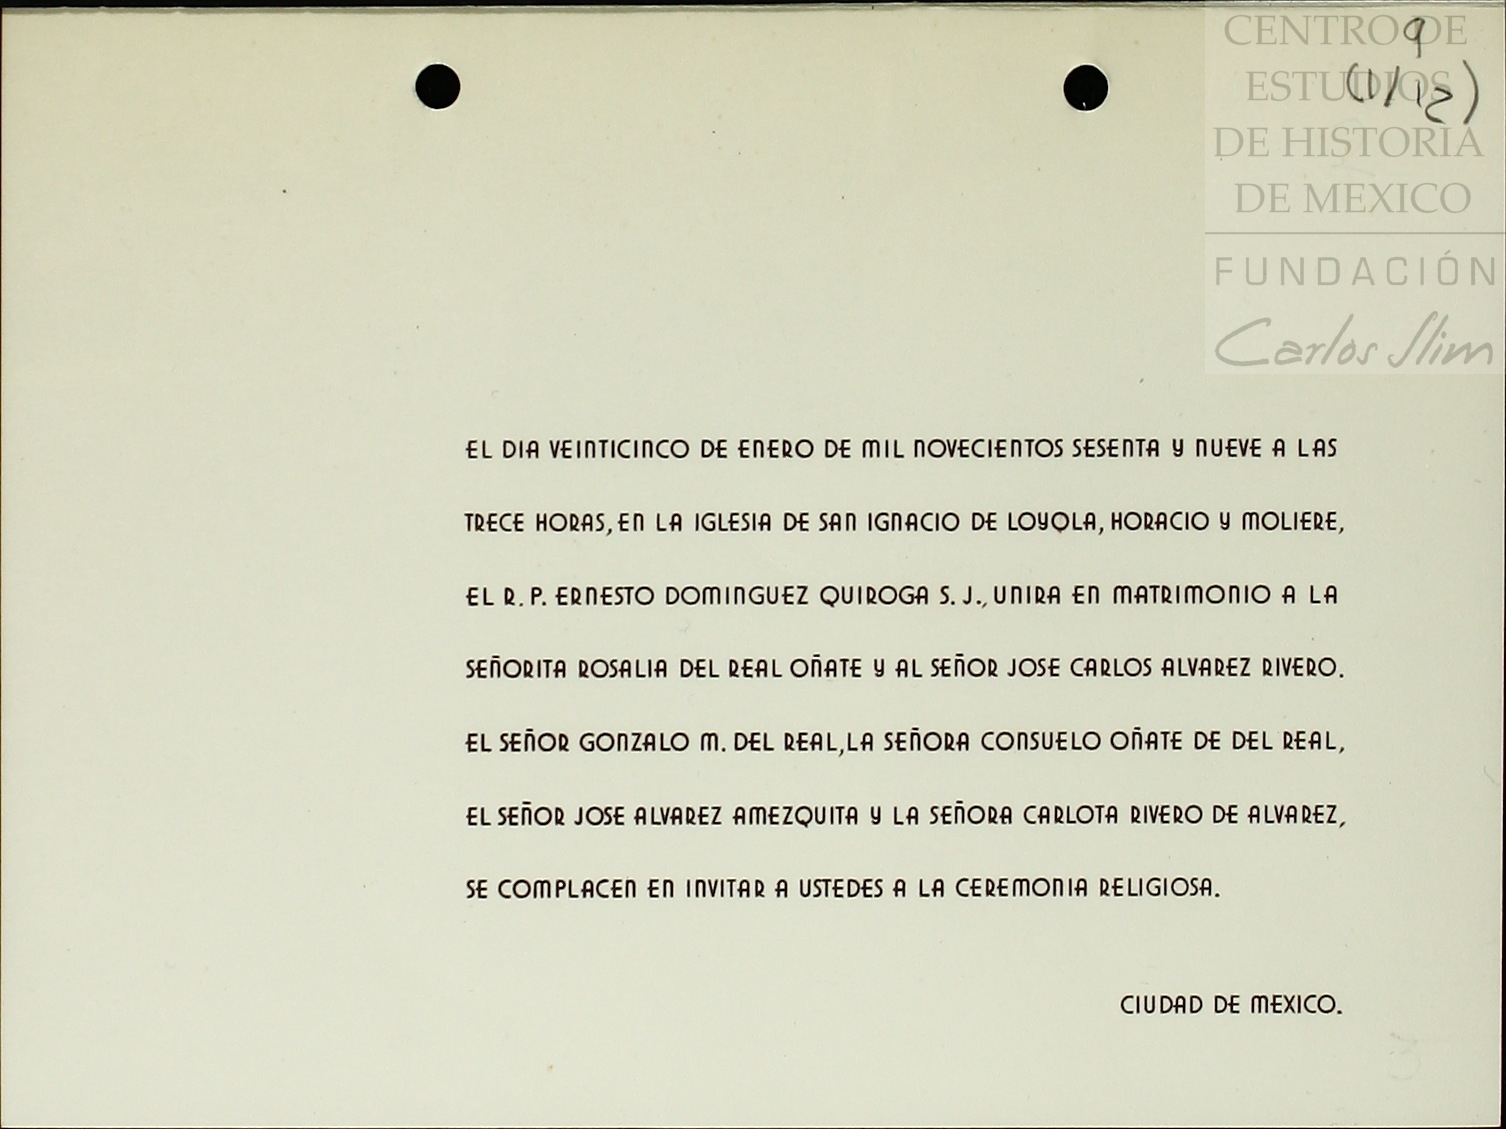 CENTRO DE
ESTUDIOS
DE HISTORIA
DE MEXICO
FUNDACIÓN
Carlos Slim
9
(1/12)
EL DIA VEINTICINCO DE ENERO DE MIL NOVECIENTOS SESENTA Y NUEVE A LAS
TRECE HORAS, EN LA IGLESIA DE SAN IGNACIO DE LOYOLA, HORACIO Y MOLIERE,
EL R. P. ERNESTO DOMINGUEZ QUIROGA S. J., UNIRA EN MATRIMONIO A LA
SEÑORITA ROSALIA DEL REAL OÑATE Y AL SEÑOR JOSE CARLOS ALVAREZ RIVERO.
EL SEÑOR GONZALO M. DEL REAL, LA SEÑORA CONSUELO OÑATE DE DEL REAL,
EL SEÑOR JOSE ALVAREZ AMEZQUITA Y LA SEÑORA CARLOTA RIVERO DE ALVAREZ,
SE COMPLACEN EN INVITAR A USTEDES A LA CEREMONIA RELIGIOSA.
CIUDAD DE MEXICO.